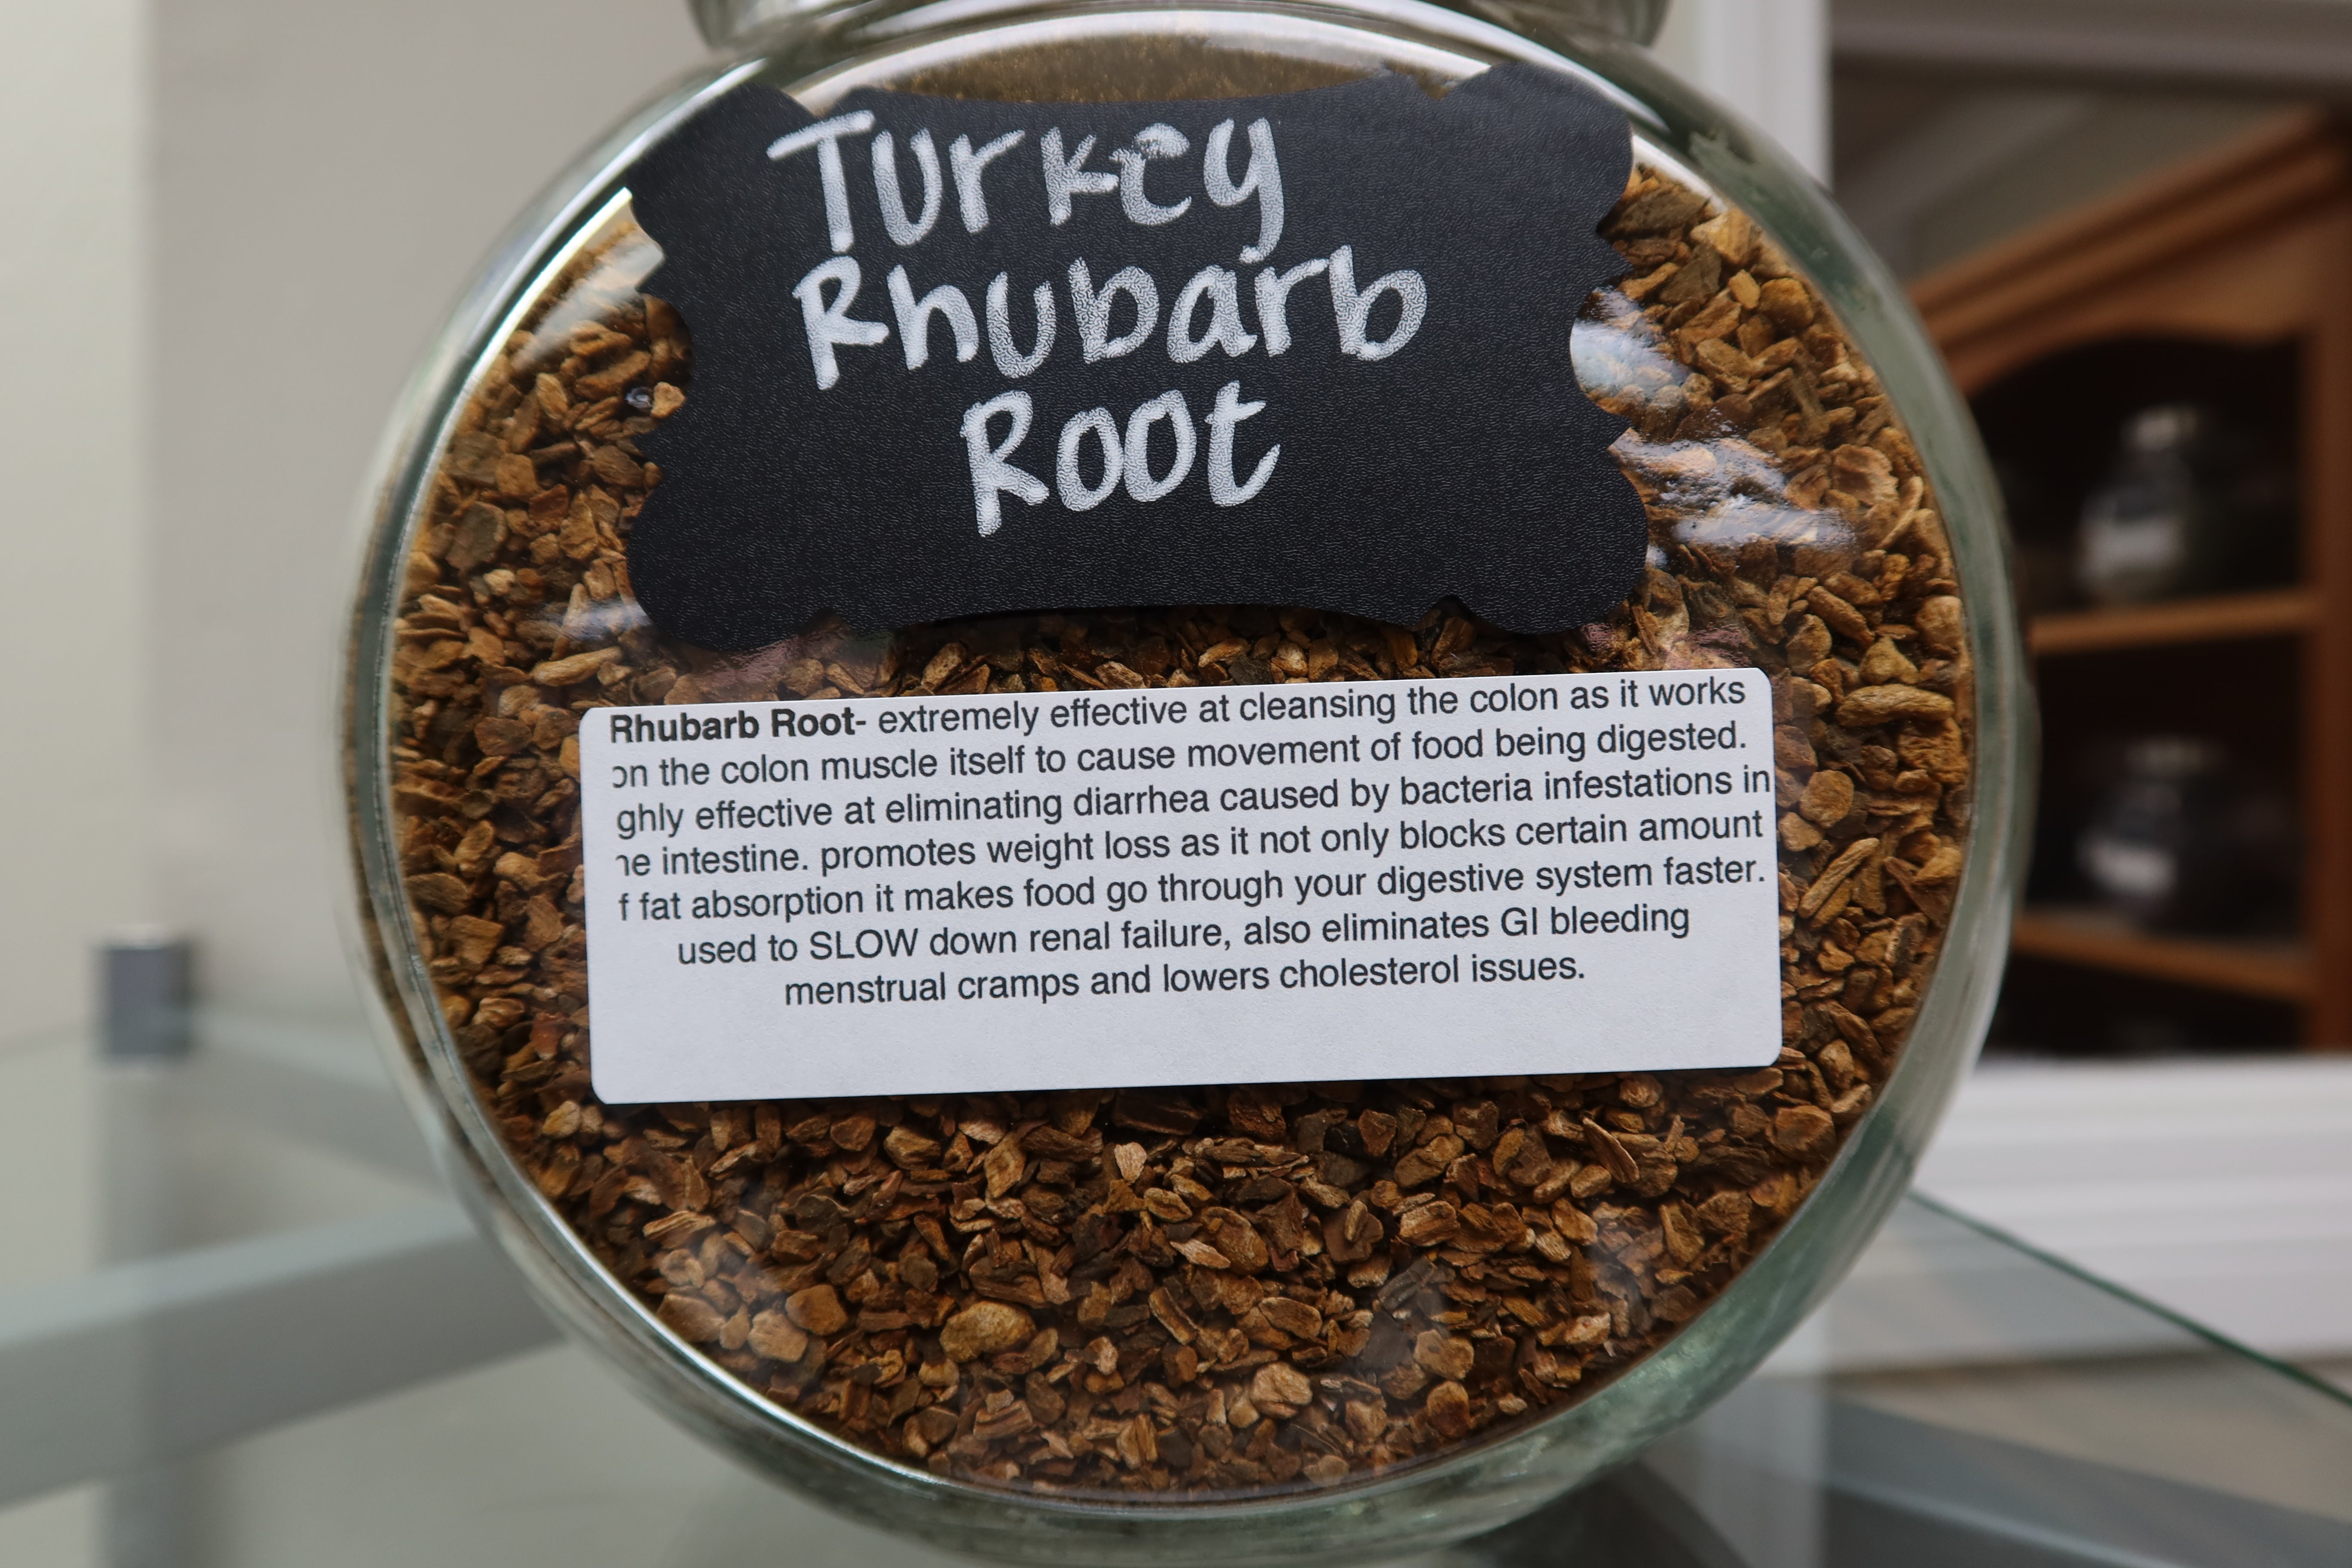 Turkey
Rhubarb
Root
Rhubarb Root- extremely effective at cleansing the colon as it works
on the colon muscle itself to cause movement of food being digested.
ghly effective at eliminating diarrhea caused by bacteria infestations in
he intestine. promotes weight loss as it not only blocks certain amount
f fat absorption it makes food go through your digestive system faster.
used to SLOW down renal failure, also eliminates GI bleeding
menstrual cramps and lowers cholesterol issues.